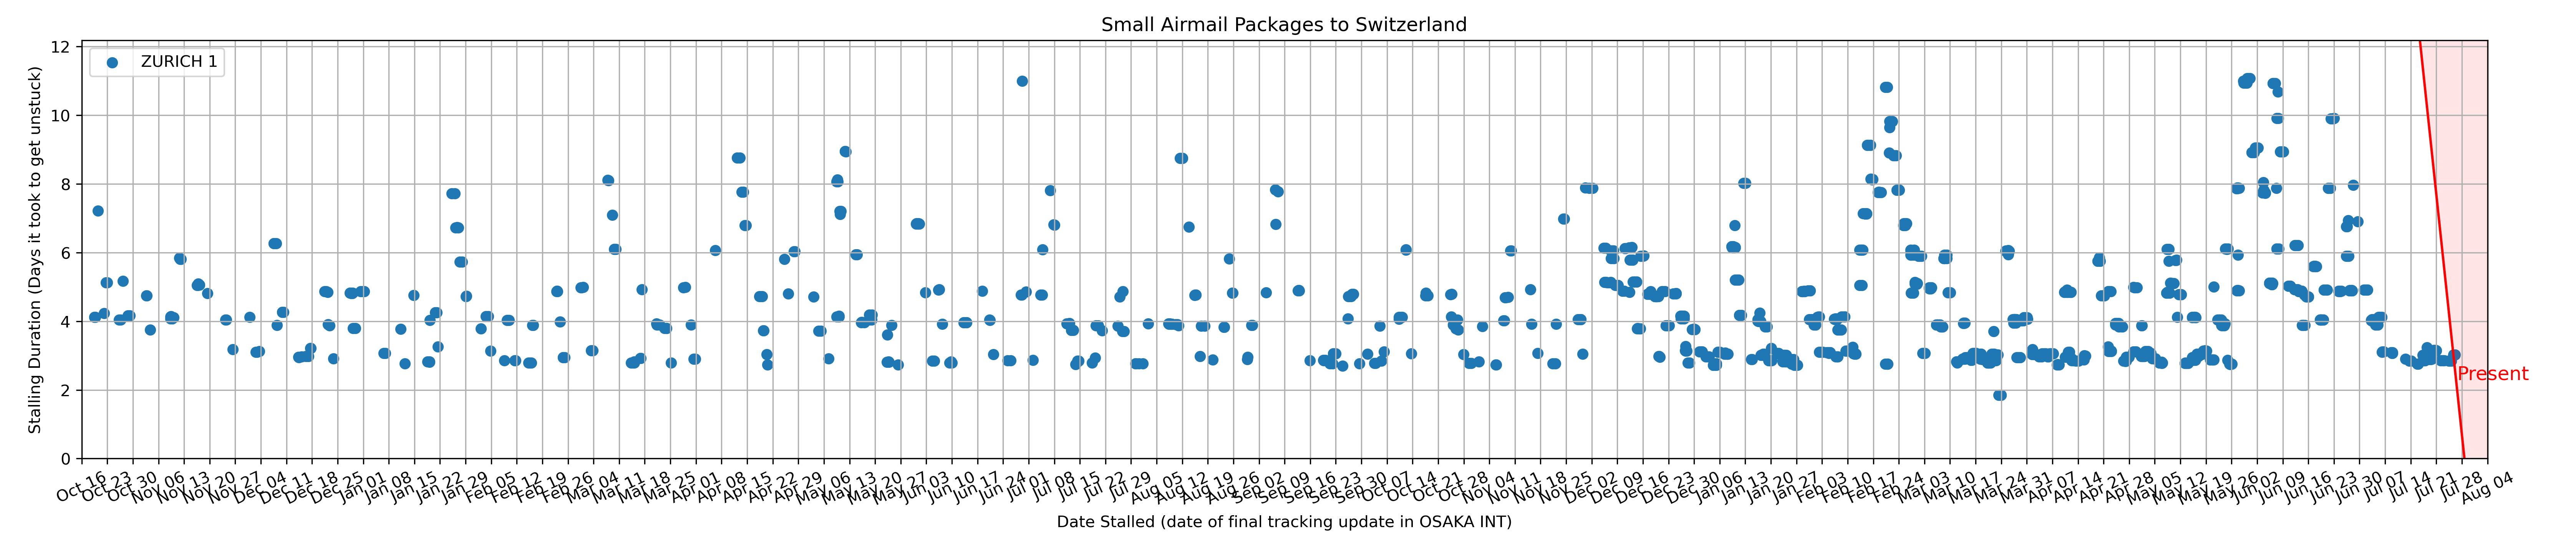 Small Airmail Packages to Switzerland
ZURICH 1
Stalling Duration (Days it took to get unstuck)
12
10
8
6
4
2
0
Present
Oct 16
Oct 23
Oct 30
Nov 06
Nov 13
Nov 20
Nov 27
Dec 04
Dec 11
Dec 18
Dec 25
Jan 01
Jan 08
Jan 15
Jan 22
Jan 29
Feb 05
Feb 12
Feb 19
Feb 26
Mar 04
Mar 11
Mar 18
Mar 25
Apr 01
Apr 08
Apr 15
Apr 22
Apr 29
May 06
May 13
May 20
May 27
Jun 03
Jun 10
Jun 17
Jun 24
Jul 01
Jul 08
Jul 15
Jul 22
Jul 29
Aug 05
Aug 12
Aug 19
Aug 26
Sep 02
Sep 09
Sep 16
Sep 23
Sep 30
Oct 07
Oct 14
Oct 21
Oct 28
Nov 04
Nov 11
Nov 18
Nov 25
Dec 02
Dec 09
Dec 16
Dec 23
Dec 30
Jan 06
Jan 13
Jan 20
Jan 27
Feb 03
Feb 10
Feb 17
Feb 24
Mar 03
Mar 10
Mar 17
Mar 24
Mar 31
Apr 07
Apr 14
Apr 21
Apr 28
May 05
May 12
May 19
May 26
Jun 02
Jun 09
Jun 16
Jun 23
Jun 30
Jul 07
Jul 14
Jul 21
Jul 28
Aug 04
Date Stalled (date of final tracking update in OSAKA INT)